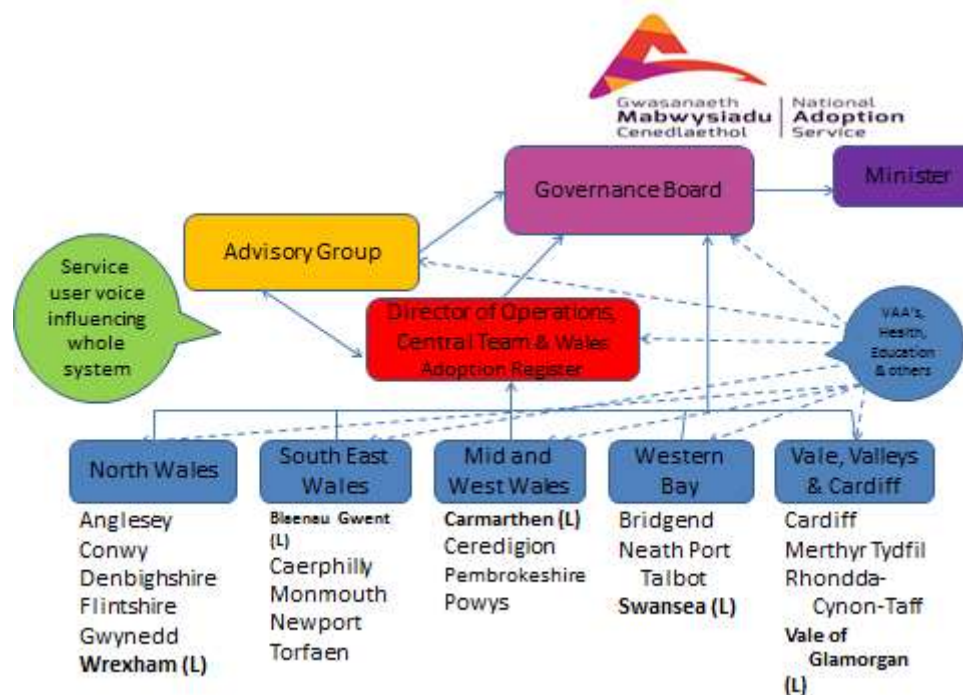 Gwasanaeth
Mabwysiadu
Cenedlaethol
National
Adoption
Service
Governance Board
Minister
Advisory Group
Service
user voice
influencing
whole
system
Director of Operations,
Central Team & Wales
Adoption Register
VAA's,
Health,
Education
& others
North Wales
Anglesey
Conwy
Denbighshire
Flintshire
Gwynedd
Wrexham (L)
South East
Wales
Blaenau Gwent
(L)
Caerphilly
Monmouth
Newport
Torfaen
Mid and
West Wales
Carmarthen (L)
Ceredigion
Pembrokeshire
Powys
Western
Bay
Bridgend
Neath Port
Talbot
Swansea (L)
Vale, Valleys
& Cardiff
Cardiff
Merthyr Tydfil
Rhondda-
Cynon-Taff
Vale of
Glamorgan
(L)